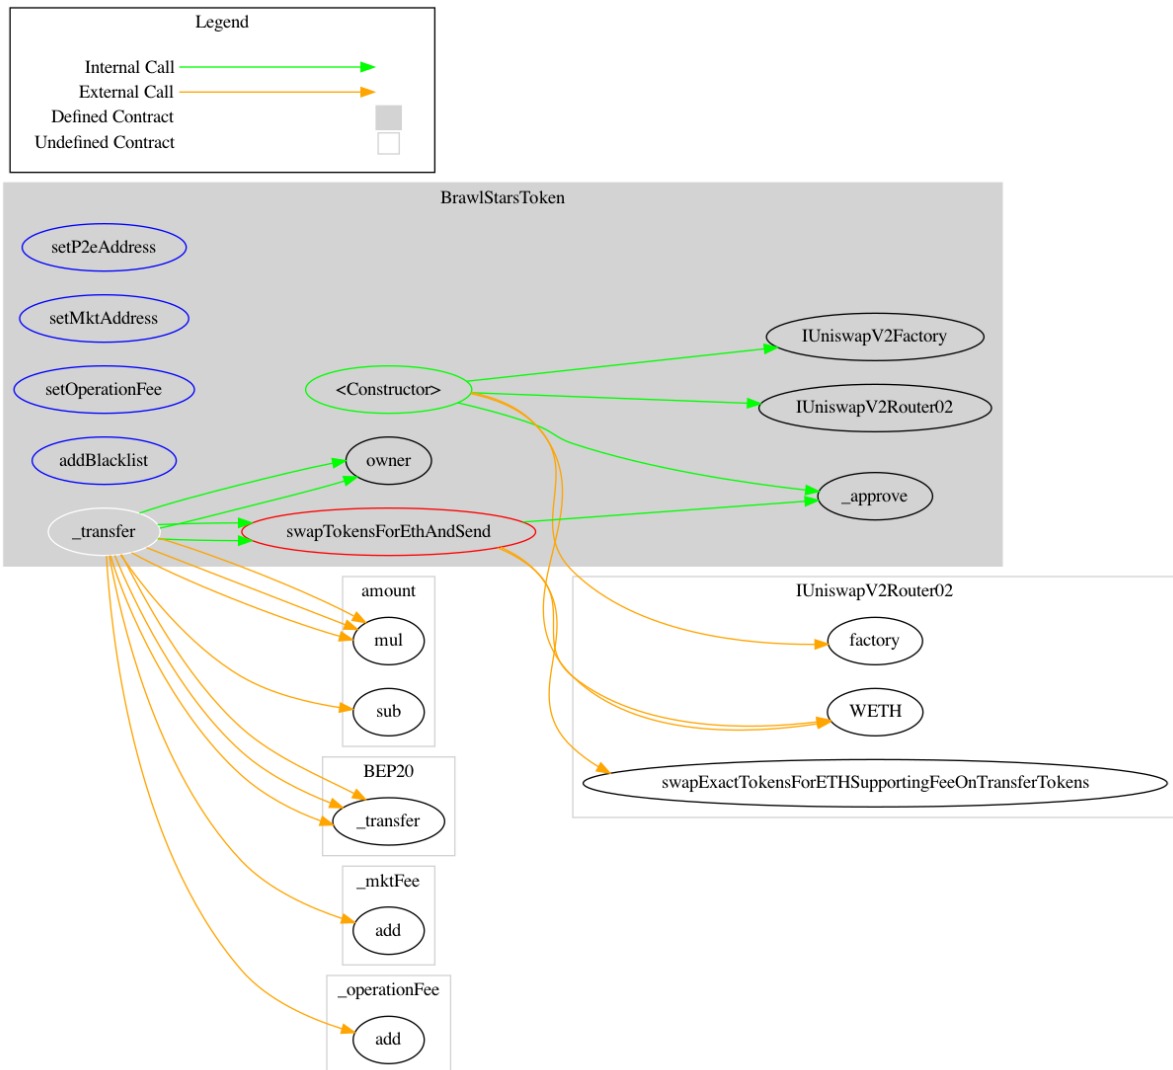 Legend
Internal Call
External Call
Defined Contract
Undefined Contract
BrawlStarsToken
setP2eAddress
setMktAddress
setOperationFee
addBlacklist
_transfer
<Constructor>
owner
swapTokensForEthAndSend
IUniswapV2Factory
IUniswapV2Router02
_approve
amount
mul
sub
BEP20
_transfer
_mktFee
add
_operationFee
add
IUniswapV2Router02
factory
WETH
swapExactTokensForETHSupportingFeeOnTransferTokens